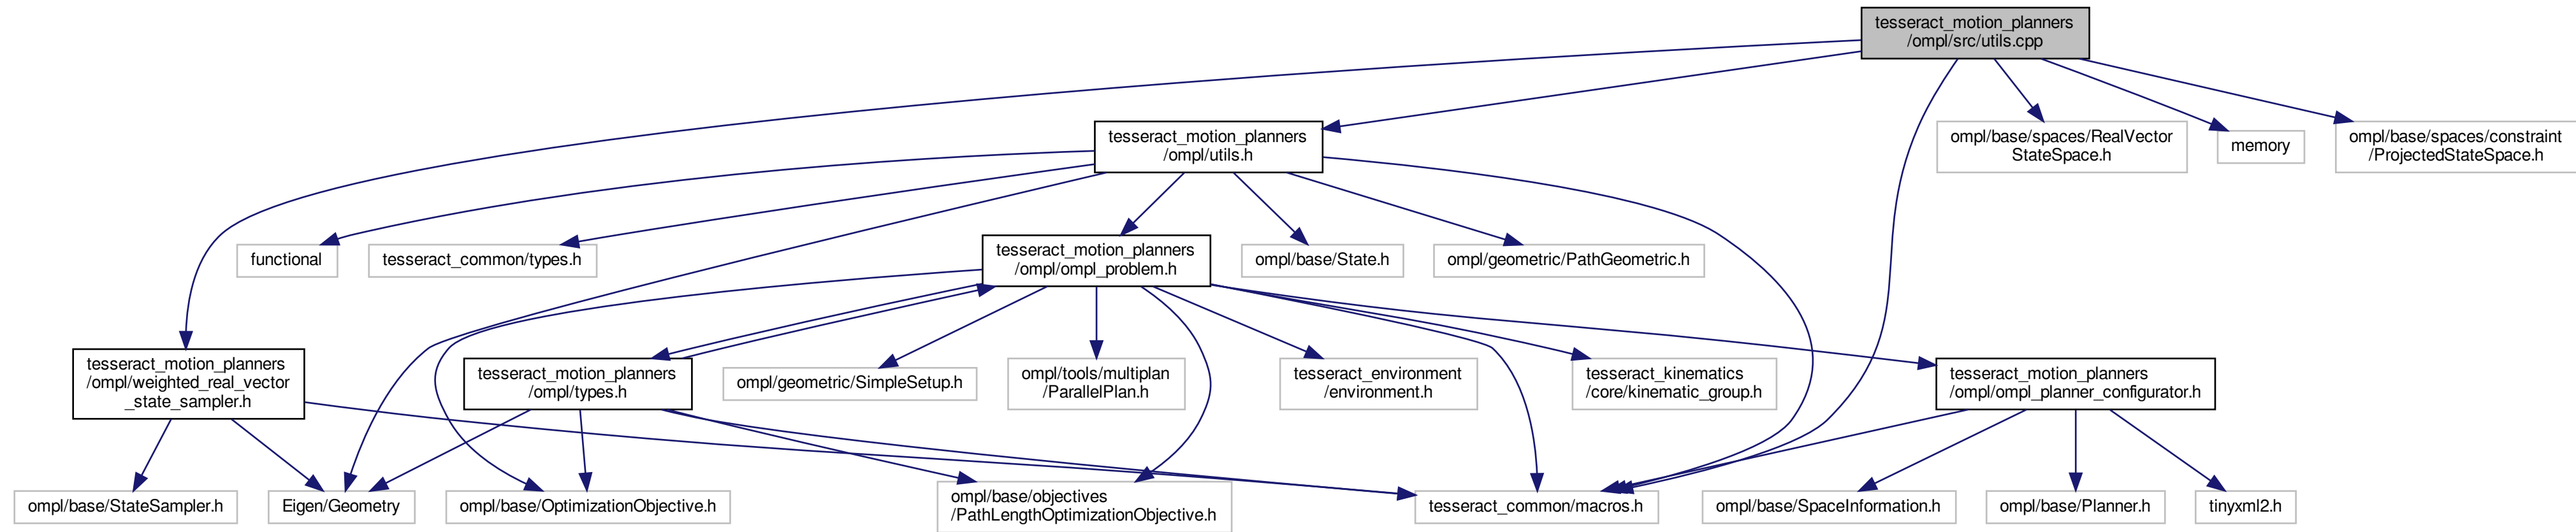 tesseract_motion_planners
/ompl/src/utils.cpp
tesseract_motion_planners
/ompl/utils.h
ompl/base/spaces/RealVector
StateSpace.h
memory
ompl/base/spaces/constraint
/ProjectedStateSpace.h
functional
tesseract_common/types.h
tesseract_motion_planners
/ompl/ompl_problem.h
ompl/base/State.h
ompl/geometric/PathGeometric.h
tesseract_motion_planners
/ompl/weighted_real_vector
_state_sampler.h
tesseract_motion_planners
/ompl/types.h
ompl/geometric/SimpleSetup.h
ompl/tools/multiplan
/ParallelPlan.h
tesseract_environment
/environment.h
tesseract_kinematics
/core/kinematic_group.h
tesseract_motion_planners
/ompl/ompl_planner_configurator.h
ompl/base/StateSampler.h
Eigen/Geometry
ompl/base/OptimizationObjective.h
ompl/base/objectives
/PathLengthOptimizationObjective.h
tesseract_common/macros.h
ompl/base/SpaceInformation.h
ompl/base/Planner.h
tinyxml2.h